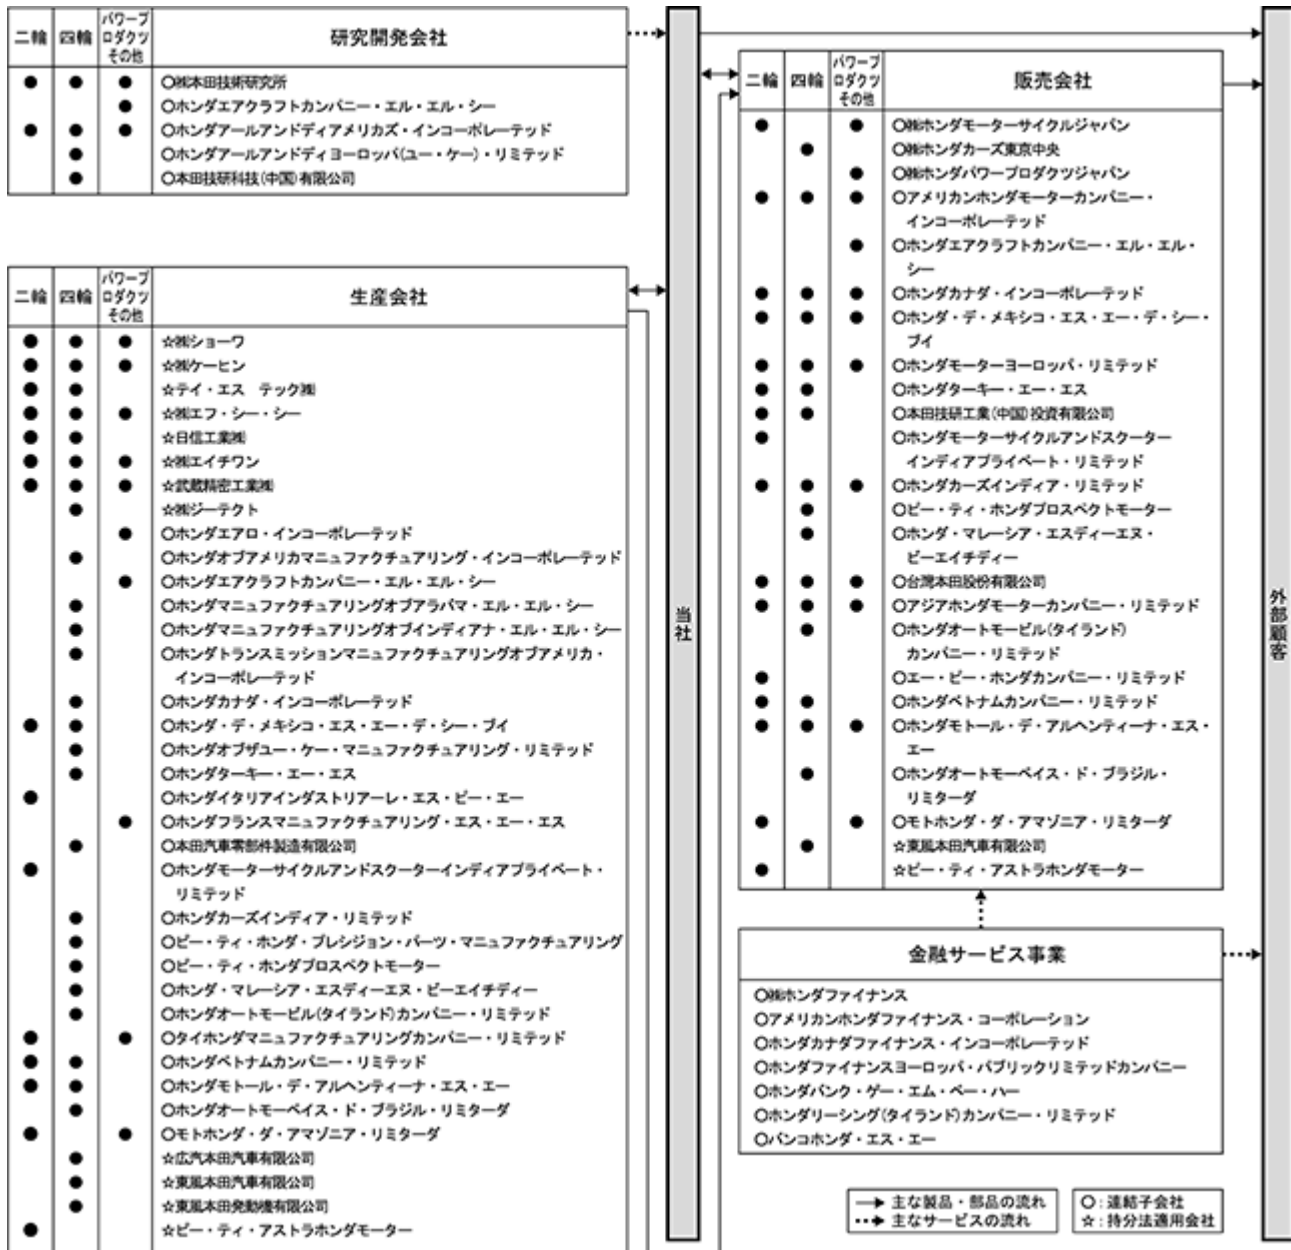 二輪 四輪 パワープロダクツその他 研究開発会社
● ● ● ○㈱本田技術研究所
● ○ホンダエアクラフトカンパニー・エル・エル・シー
● ● ● ○ホンダアールアンドディアメリカズ・インコーポレーテッド
● ○ホンダアールアンドディヨーロッパ(ユー・ケー)・リミテッド
● ○本田技研科技(中国)有限公司
二輪 四輪 パワープロダクツその他 生産会社
● ● ● ☆㈱ショーワ
● ● ● ☆㈱ケーヒン
● ● ☆テイ・エス テック㈱
● ● ● ☆㈱エフ・シー・シー
● ● ☆日信工業㈱
● ● ● ☆㈱エイチワン
● ● ● ☆武蔵精密工業㈱
● ☆㈱ジーテクト
● ○ホンダエアロ・インコーポレーテッド
● ○ホンダオブアメリカマニュファクチュアリング・インコーポレーテッド
● ○ホンダエアクラフトカンパニー・エル・エル・シー
● ○ホンダマニュファクチュアリングオブアラバマ・エル・エル・シー
● ○ホンダマニュファクチュアリングオブインディアナ・エル・エル・シー
● ○ホンダトランスミッションマニュファクチュアリングオブアメリカ・
インコーポレーテッド
● ○ホンダカナダ・インコーポレーテッド
● ● ○ホンダ・デ・メキシコ・エス・エー・デ・シー・ブイ
● ○ホンダオブザユー・ケー・マニュファクチュアリング・リミテッド
● ○ホンダターキー・エー・エス
● ○ホンダイタリアインダストリアーレ・エス・ピー・エー
● ○ホンダフランスマニュファクチュアリング・エス・エー・エス
● ○本田汽車零部件製造有限公司
● ○ホンダモーターサイクルアンドスクーターインディアプライベート・
リミテッド
● ○ホンダカーズインディア・リミテッド
● ○ピー・ティ・ホンダ・プレシジョン・パーツ・マニュファクチュアリング
● ○ピー・ティ・ホンダプロスペクトモーター
● ○ホンダ・マレーシア・エスディーエヌ・ビーエイチディー
● ○ホンダオートモービル(タイランド)カンパニー・リミテッド
● ● ○タイホンダマニュファクチュアリングカンパニー・リミテッド
● ● ○ホンダベトナムカンパニー・リミテッド
● ● ○ホンダモトール・デ・アルヘンティーナ・エス・エー
● ○ホンダオートモーベイス・ド・ブラジル・リミターダ
● ● ○モトホンダ・ダ・アマゾニア・リミターダ
● ☆広汽本田汽車有限公司
● ☆東風本田汽車有限公司
● ☆東風本田発動機有限公司
● ☆ピー・ティ・アストラホンダモーター
当社
二輪 四輪 パワープロダクツその他 販売会社
● ● ○㈱ホンダモーターサイクルジャパン
● ○㈱ホンダカーズ東京中央
● ○㈱ホンダパワープロダクツジャパン
● ● ● ○アメリカンホンダモーターカンパニー・
インコーポレーテッド
● ○ホンダエアクラフトカンパニー・エル・エル・
シー
● ● ● ○ホンダカナダ・インコーポレーテッド
● ● ● ○ホンダ・デ・メキシコ・エス・エー・デ・シー・
ブイ
● ● ● ○ホンダモーターヨーロッパ・リミテッド
● ● ○ホンダターキー・エー・エス
● ● ○本田技研工業(中国)投資有限公司
● ○ホンダモーターサイクルアンドスクーター
インディアプライベート・リミテッド
● ● ● ○ホンダカーズインディア・リミテッド
● ○ピー・ティ・ホンダプロスペクトモーター
● ○ホンダ・マレーシア・エスディーエヌ・
ビーエイチディー
● ● ● ○台灣本田股份有限公司
● ● ● ○アジアホンダモーターカンパニー・リミテッド
● ○ホンダオートモービル(タイランド)
カンパニー・リミテッド
● ○エー・ピー・ホンダカンパニー・リミテッド
● ● ○ホンダベトナムカンパニー・リミテッド
● ● ● ○ホンダモトール・デ・アルヘンティーナ・エス・
エー
● ○ホンダオートモーベイス・ド・ブラジル・
リミターダ
● ● ○モトホンダ・ダ・アマゾニア・リミターダ
● ☆東風本田汽車有限公司
● ☆ピー・ティ・アストラホンダモーター
金融サービス事業
○㈱ホンダファイナンス
○アメリカンホンダファイナンス・コーポレーション
○ホンダカナダファイナンス・インコーポレーテッド
○ホンダファイナンスヨーロッパ・パブリックリミテッドカンパニー
○ホンダバンク・ゲー・エム・ベー・ハー
○ホンダリーシング(タイランド)カンパニー・リミテッド
○バンコホンダ・エス・エー
主な製品・部品の流れ
主なサービスの流れ
○:連結子会社
☆:持分法適用会社
外部顧客